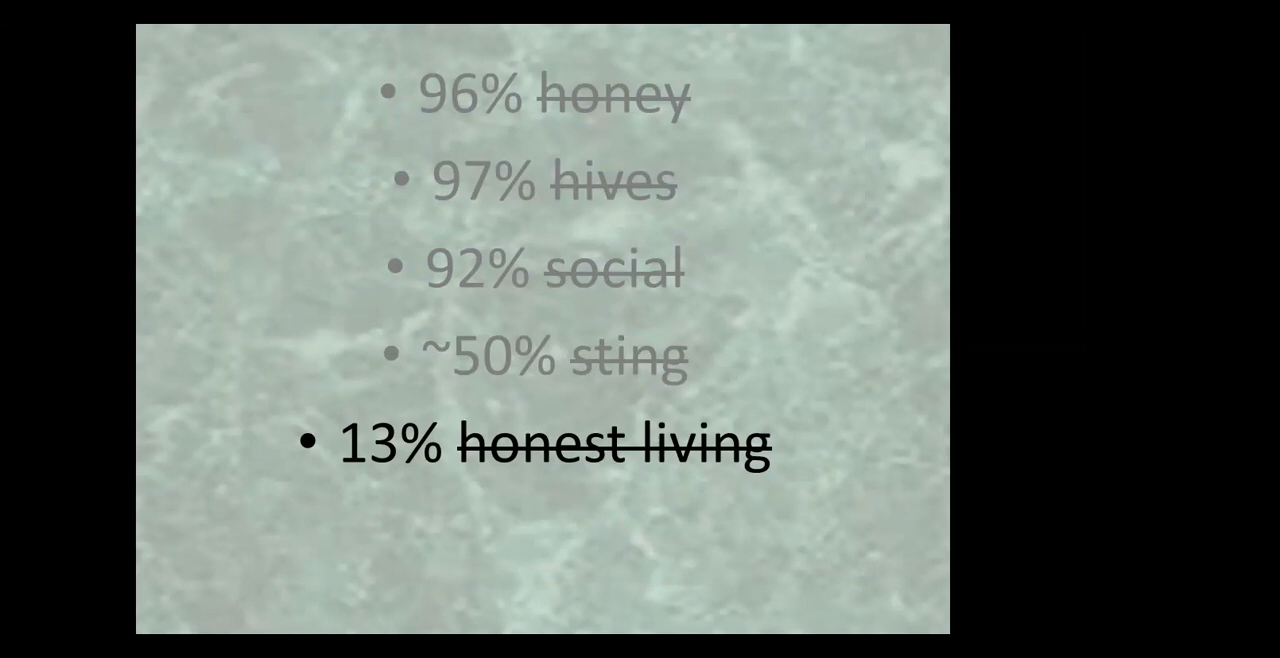 • 96% honey
• 97% hives
• 92% social
• ~50% sting
• 13% honest living